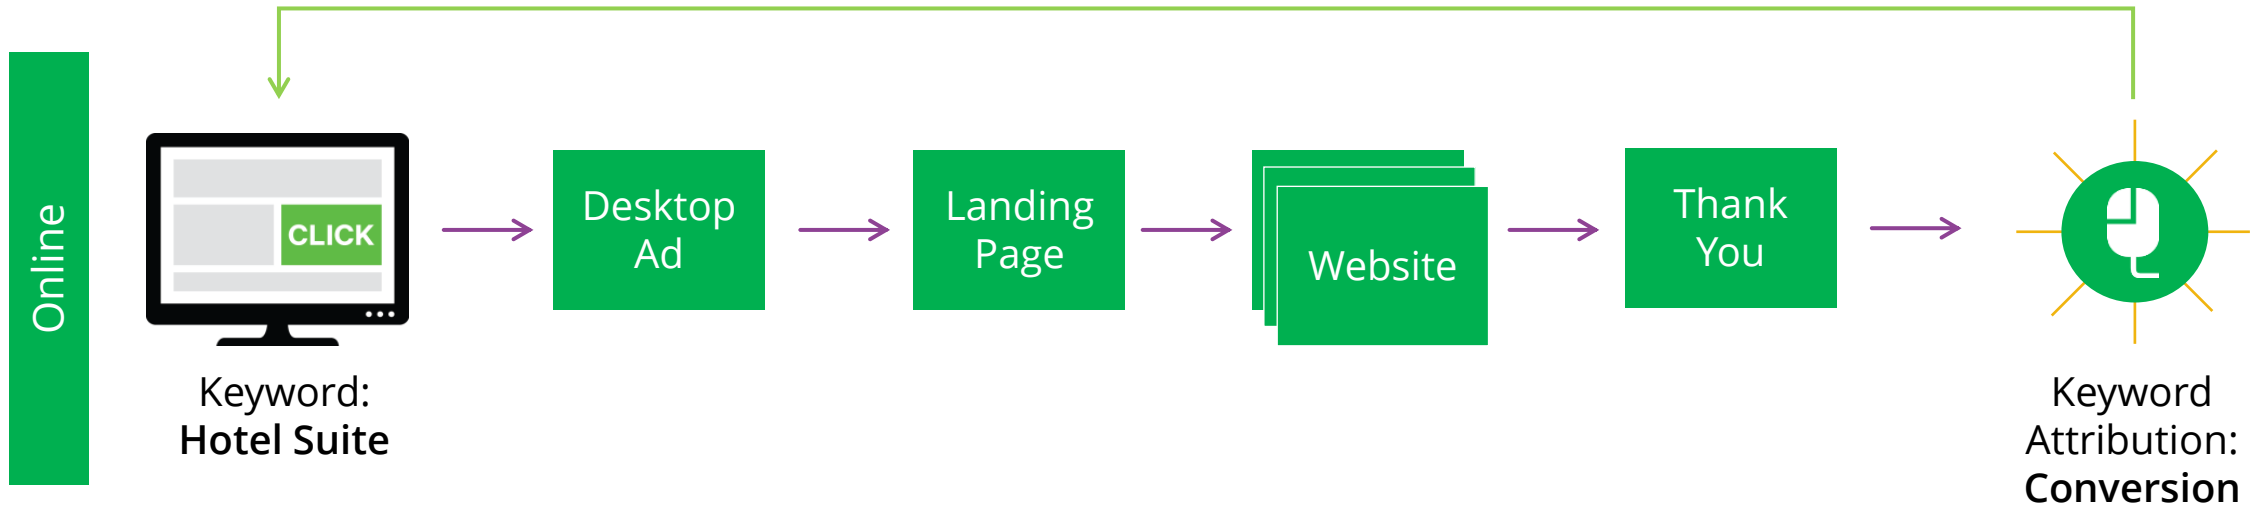 Online
CLICK
Keyword:
Hotel Suite
Desktop
Ad
Landing
Page
Website
Thank
You
Keyword
Attribution:
Conversion